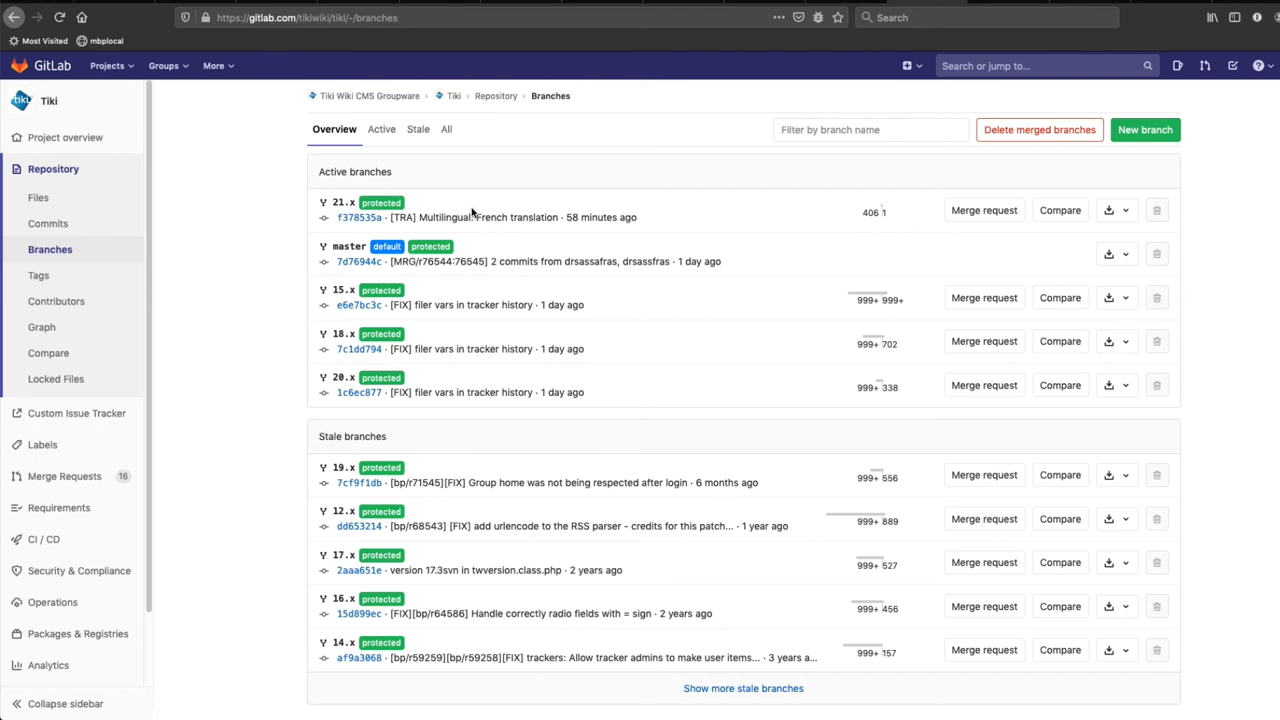 https://gitlab.com/tikiwiki/tiki/-/branches
Search
Most Visited
mbplocal
GitLab Projects Groups More
Search or jump to...
Tiki
Project overview
Repository
Files
Commits
Branches
Tags
Contributors
Graph
Compare
Locked Files
Custom Issue Tracker
Labels
Merge Requests 16
Requirements
CI / CD
Security & Compliance
Operations
Packages & Registries
Analytics
Collapse sidebar
Tiki Wiki CMS Groupware › Tiki › Repository › Branches
Overview Active Stale All
Filter by branch name
Delete merged branches
New branch
Active branches
21.x protected
f378535a · [TRA] Multilingual: French translation · 58 minutes ago
406 1
Merge request Compare
master default protected
7d76944c · [MRG/r76544:76545] 2 commits from drsassafras, drsassfras · 1 day ago
15.x protected
e6e7bc3c · [FIX] filer vars in tracker history · 1 day ago
999+ 999+
Merge request Compare
18.x protected
7c1dd794 · [FIX] filer vars in tracker history · 1 day ago
999+ 702
Merge request Compare
20.x protected
1c6ec877 · [FIX] filer vars in tracker history · 1 day ago
999+ 338
Merge request Compare
Stale branches
19.x protected
7cf9f1db · [bp/r71545][FIX] Group home was not being respected after login · 6 months ago
999+ 556
Merge request Compare
12.x protected
dd653214 · [bp/r68543] [FIX] add urlencode to the RSS parser - credits for this patch... · 1 year ago
999+ 889
Merge request Compare
17.x protected
2aaa651e · version 17.3svn in twversion.class.php · 2 years ago
999+ 527
Merge request Compare
16.x protected
15d899ec · [FIX][bp/r64586] Handle correctly radio fields with = sign · 2 years ago
999+ 456
Merge request Compare
14.x protected
af9a3068 · [bp/r59259][bp/r59258][FIX] trackers: Allow tracker admins to make user items... · 3 years a...
999+ 157
Merge request Compare
Show more stale branches